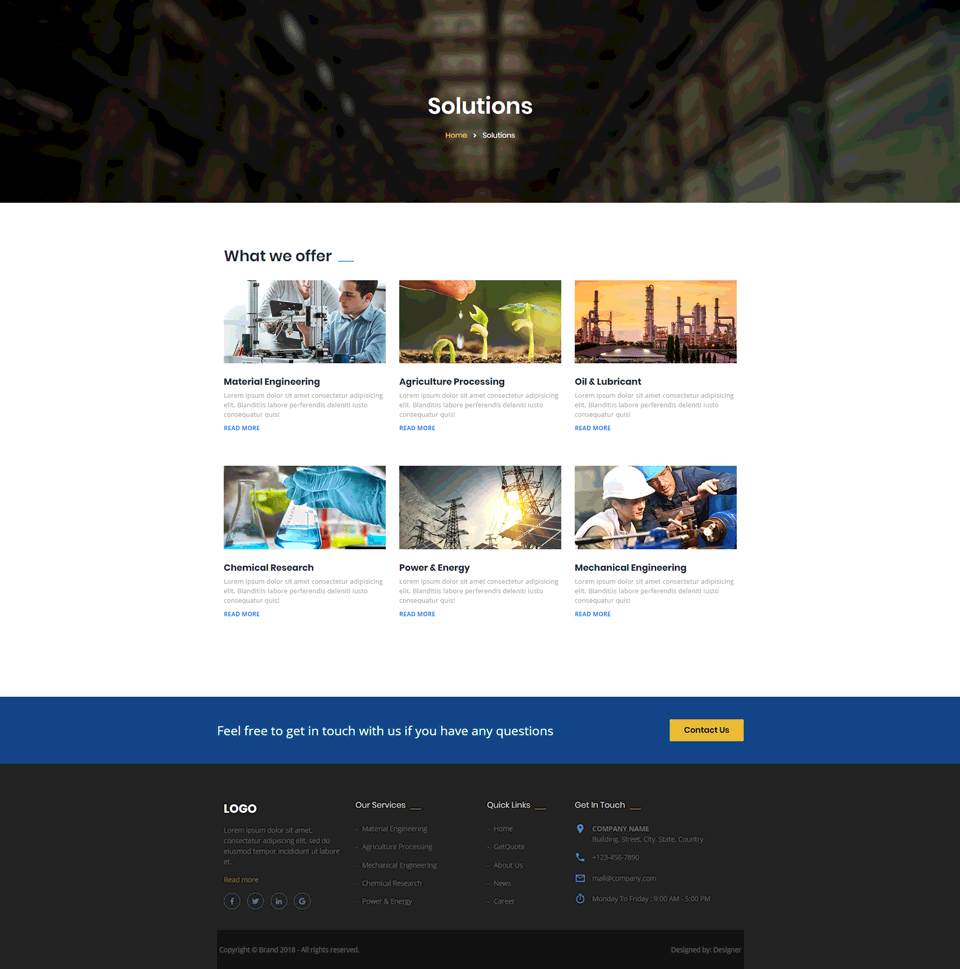 Solutions
Home > Solutions
What we offer
Material Engineering
Lorem ipsum dolor sit amet consectetur adipisicing
elit. Blanditiis labore perferendis deleniti iusto
consequatur quis!
READ MORE
Agriculture Processing
Lorem ipsum dolor sit amet consectetur adipisicing
elit. Blanditiis labore perferendis deleniti iusto
consequatur quis!
READ MORE
Oil & Lubricant
Lorem ipsum dolor sit amet consectetur adipisicing
elit. Blanditiis labore perferendis deleniti iusto
consequatur quis!
READ MORE
Chemical Research
Lorem ipsum dolor sit amet consectetur adipisicing
elit. Blanditiis labore perferendis deleniti iusto
consequatur quis!
READ MORE
Power & Energy
Lorem ipsum dolor sit amet consectetur adipisicing
elit. Blanditiis labore perferendis deleniti iusto
consequatur quis!
READ MORE
Mechanical Engineering
Lorem ipsum dolor sit amet consectetur adipisicing
elit. Blanditiis labore perferendis deleniti iusto
consequatur quis!
READ MORE
Feel free to get in touch with us if you have any questions
Contact Us
LOGO
Lorem ipsum dolor sit amet,
consectetur adipiscing elit, sed do
eiusmod tempor incididunt ut labore
et.
Read more
Our Services
- Material Engineering
- Agriculture Processing
- Mechanical Engineering
- Chemical Research
- Power & Energy
Quick Links
- Home
- GetQuote
- About Us
- News
- Career
Get In Touch
COMPANY NAME
Building, Street, City, State, Country
+123-456-7890
mail@company.com
Monday To Friday : 9:00 AM - 5:00 PM
Copyright © Brand 2018 - All rights reserved.
Designed by: Designer